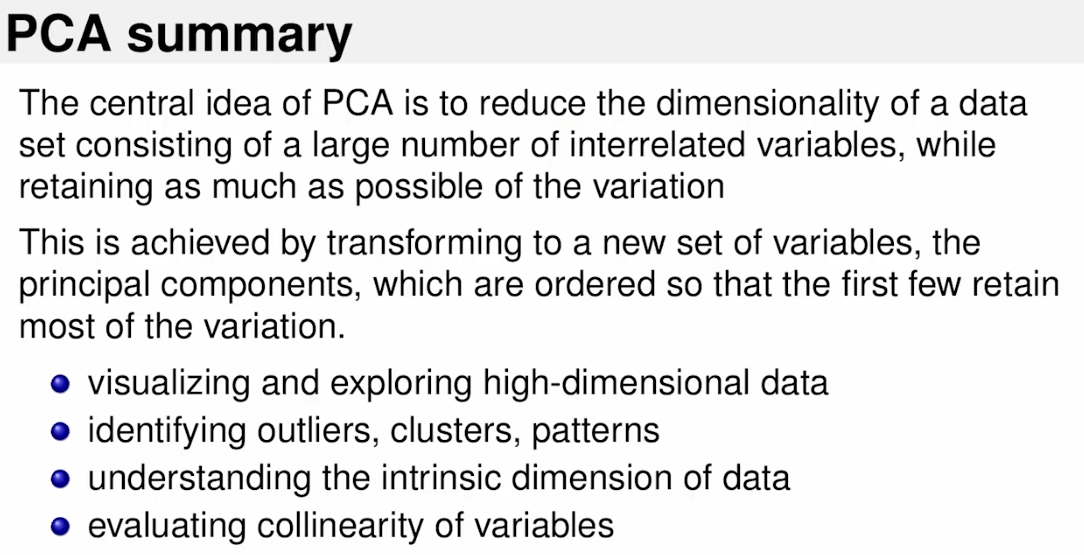 PCA summary
The central idea of PCA is to reduce the dimensionality of a data
set consisting of a large number of interrelated variables, while
retaining as much as possible of the variation
This is achieved by transforming to a new set of variables, the
principal components, which are ordered so that the first few retain
most of the variation.
visualizing and exploring high-dimensional data
identifying outliers, clusters, patterns
understanding the intrinsic dimension of data
evaluating collinearity of variables